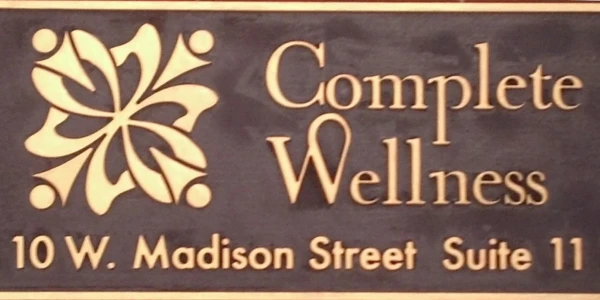 Complete
Wellness
10 W. Madison Street Suite 11